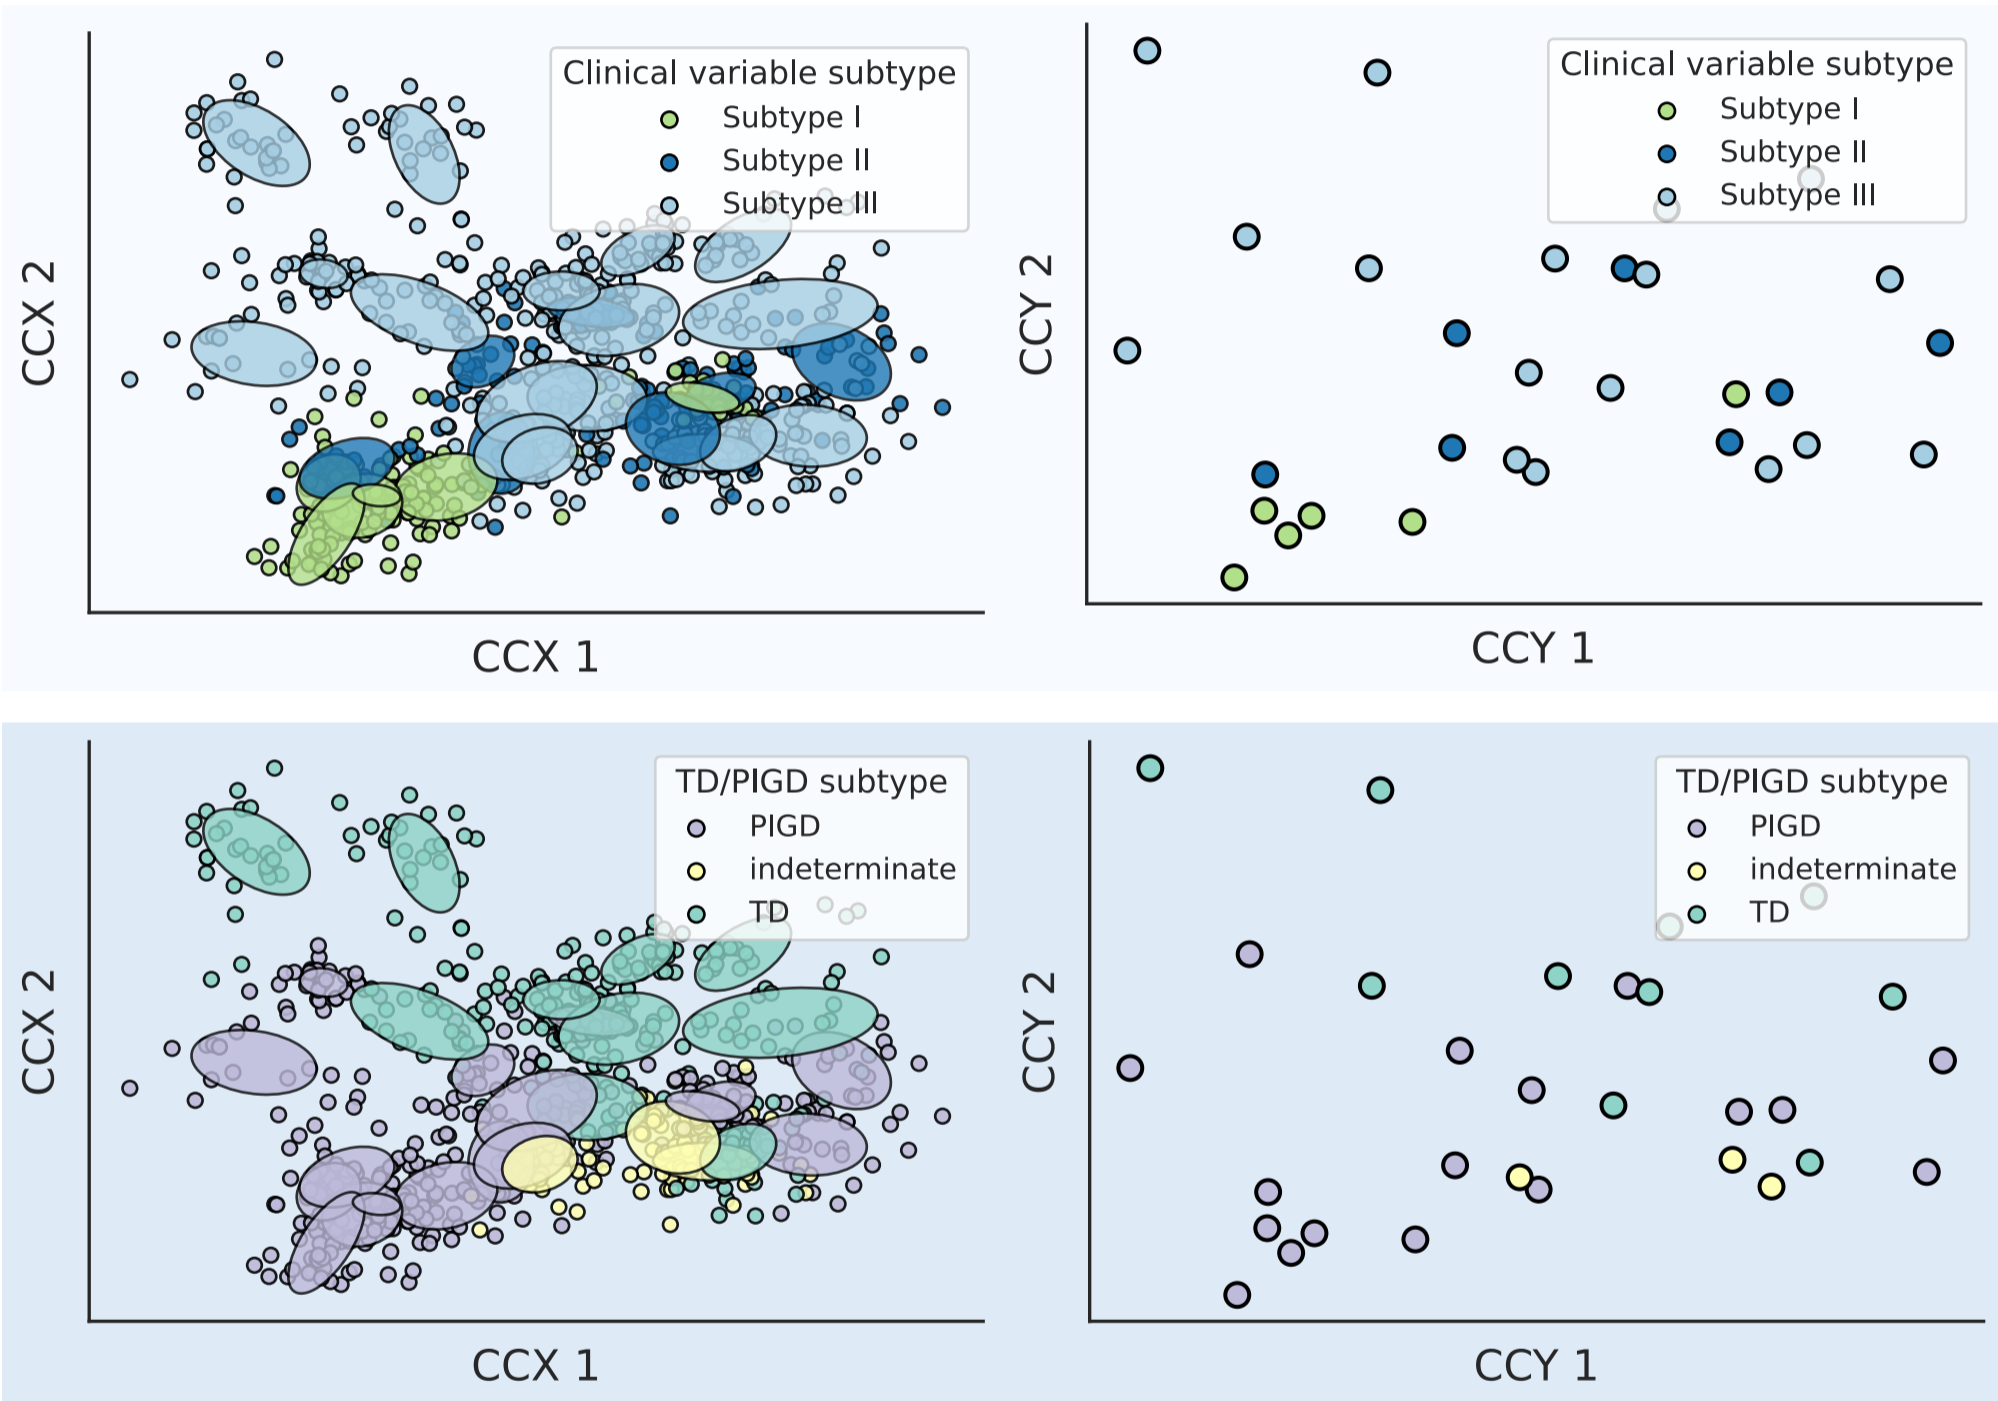 Clinical variable subtype
Subtype I
Subtype II
Subtype III
CCX 2
CCX 1
Clinical variable subtype
Subtype I
Subtype II
Subtype III
CCY 2
CCY 1
TD/PIGD subtype
PIGD
indeterminate
TD
CCX 2
CCX 1
TD/PIGD subtype
PIGD
indeterminate
TD
CCY 2
CCY 1